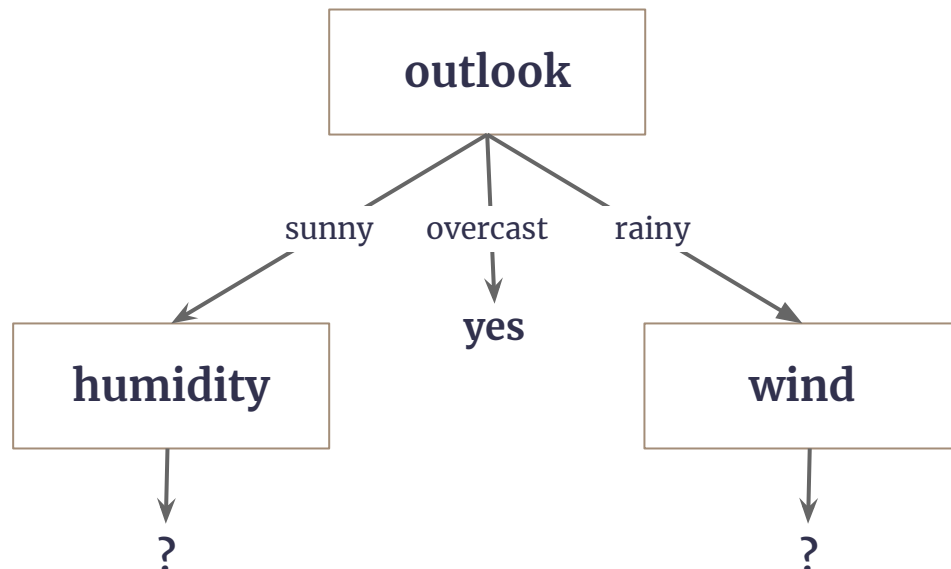 outlook
sunny
overcast
rainy
yes
humidity
wind
?
?